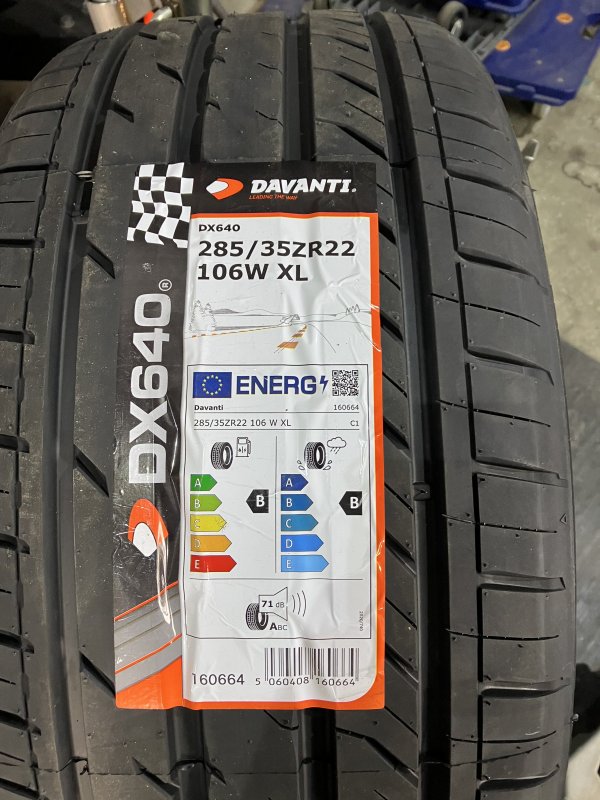 DAVANTI.
LEADING THE WAY
DX640®
DX640
285/35ZR22
106W XL
ENERG
Davanti 160664
285/35ZR22 106 W XL C1
A A
B B B B
C C
D D
E E
71 dB
ABC
160664 5 060408 160664